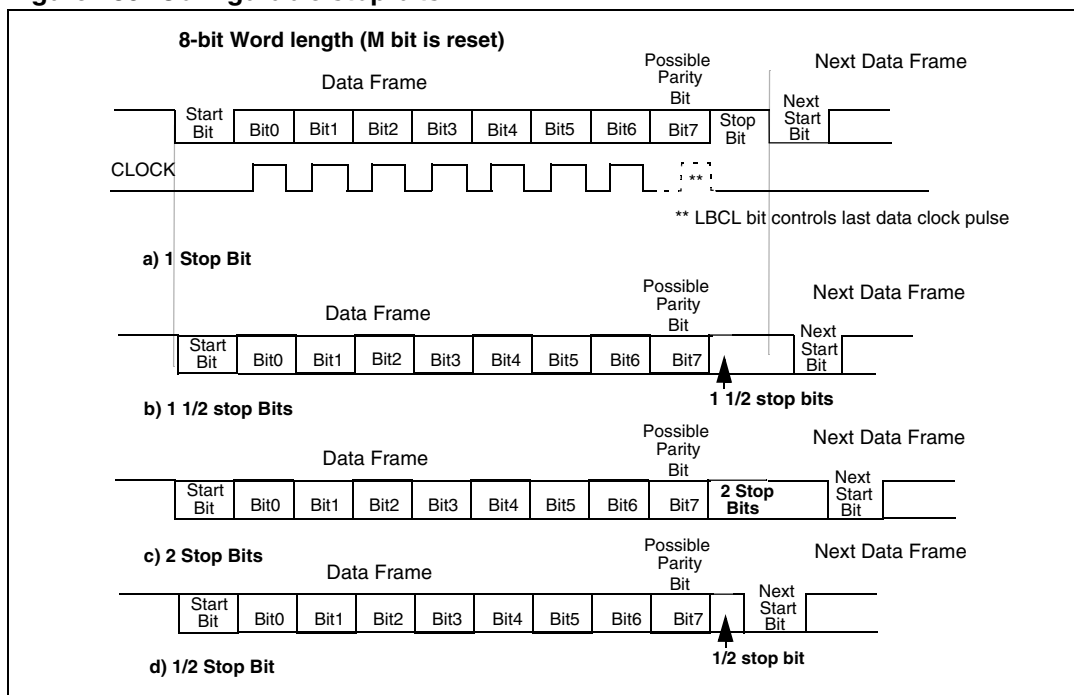 8-bit Word length (M bit is reset)
Possible
Parity
Bit
Next Data Frame
Data Frame
Start
Bit
Bit0 Bit1 Bit2 Bit3 Bit4 Bit5 Bit6 Bit7
Stop
Bit
Next
Start
Bit
CLOCK
**
** LBCL bit controls last data clock pulse
a) 1 Stop Bit
Possible
Parity
Bit
Next Data Frame
Data Frame
Start
Bit
Bit0 Bit1 Bit2 Bit3 Bit4 Bit5 Bit6 Bit7
Next
Start
Bit
1 1/2 stop bits
b) 1 1/2 stop Bits
Possible
Parity
Bit
Next Data Frame
Data Frame
Start
Bit
Bit0 Bit1 Bit2 Bit3 Bit4 Bit5 Bit6 Bit7
2 Stop
Bits
Next
Start
Bit
c) 2 Stop Bits
Possible
Parity
Bit
Next Data Frame
Data Frame
Start
Bit
Bit0 Bit1 Bit2 Bit3 Bit4 Bit5 Bit6 Bit7
Next
Start
Bit
1/2 stop bit
d) 1/2 Stop Bit